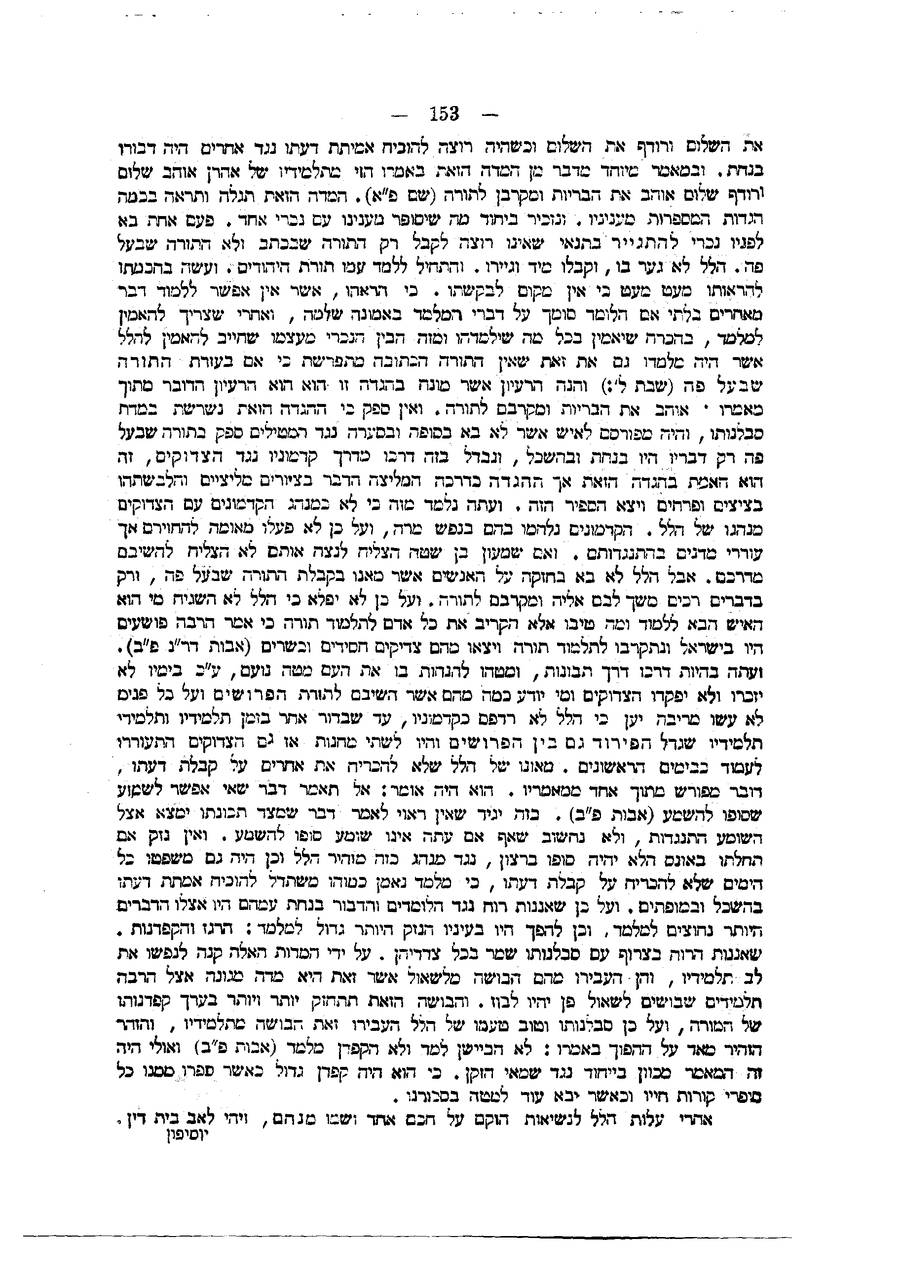 — 153 —
את השלום ורודף את השלום וכשהיה רוצה להוכיח אמיתת דעתו נגד אחרים היה דבורו
בנחת. ובמאמר מיוחד מדבר מן המדה הזאת באמרו הוי מתלמידיו של אהרן אוהב שלום
ורודף שלום אוהב את הבריות ומקרבן לתורה (שם פ״א). המדה הזאת תגלה ותראה בכמה
הגדות המספרות מעניניו. ונזכיר ביחוד מה שיסופר מענינו עם נכרי אחד. פעם אחת בא
לפניו נכרי להתגייר בתנאי שאינו רוצה לקבל רק התורה שבכתב ולא התורה שבעל
פה. הלל לא גער בו, וקבלו מיד וגיירו. והתחיל ללמד עמו תורת היהודים. ועשה בחכמתו
להראותו מעט מעט כי אין מקום לבקשתו. כי הראהו, אשר אין אפשר ללמוד דבר
מאחרים בלתי אם הלומד סומך על דברי המלמד באמונה שלמה, ואחרי שצריך להאמין
למלמד, בהכרח שיאמין בכל מה שילמדהו ומזה הבין הנכרי מעצמו שחייב להאמין להלל
אשר היה מלמדו גם את זאת שאין התורה הכתובה מתפרשת כי אם בעזרת התורה
שבעל פה (שבת ל׳:) והנה הרעיון אשר מונח בהגדה זו הוא הוא הרעיון הדובר מתוך
מאמרו · אוהב את הבריות ומקרבם לתורה. ואין ספק כי ההגדה הזאת נשרשת במדת
סבלנותו, והיה מפורסם לאיש אשר לא בא בסופה ובסערה נגד המטילים ספק בתורה שבעל
פה רק דבריו היו בנחת ובהשכל, ונבדל בזה דרכו מדרך קדמוניו נגד הצדוקים, זה
הוא האמת בהגדה הזאת אך ההגדה כדרכה המליצה הדבר בציורים מליציים והלבשתהו
בציצים ופרחים ויצא הספיר הזה. ועתה נלמד מזה כי לא כמנהג הקדמונים עם הצדוקים
מנהגו של הלל. הקדמונים נלחמו בהם בנפש מרה, ועל כן לא פעלו מאומה להחזירם אך
עוררי מדנים בהתנגדותם. ואם שמעון בן שטח הצליח לנצח אותם לא הצליח להשיבם
מדרכם. אבל הלל לא בא בחזקה על האנשים אשר מאנו בקבלת התורה שבעל פה, ורק
בדברים רכים משך לבם אליה ומקרבם לתורה. ועל כן לא יפלא כי הלל לא השגיח מי הוא
האיש הבא ללמוד ומה טיבו אלא הקריב את כל אדם לתלמוד תורה כי אמר הרבה פושעים
היו בישראל ונתקרבו לתלמוד תורה ויצאו מהם צדיקים חסידים וכשרים (אבות דר״נ פ״ב).
ועתה בהיות דרכו דרך תבונות, ומטהו להנחות בו את העם מטה נועם, ע״כ בימיו לא
יזכרו ולא יפקדו הצדוקים ומי יודע כמה מהם אשר השיבם לתורת הפרושים ועל כל פנים
לא עשו מריבה יען כי הלל לא רדפם כקדמוניו, עד שבדור אחר בזמן תלמידיו ותלמידי
תלמידיו שגדל הפירוד גם בין הפרושים והיו לשתי מחנות אז גם הצדוקים התעוררו
לעמוד כבימים הראשונים. מאונו של הלל שלא להכריח את אחרים על קבלת דעתו,
דובר מפורש מתוך אחד ממאמריו. הוא היה אומר: אל תאמר דבר שאי אפשר לשמוע
שסופו להשמע (אבות פ״ב). בזה יגיד שאין ראוי לאמר דבר שמצד תכונתו ימצא אצל
השומע התנגדות, ולא נחשוב שאף אם עתה אינו שומע סופו להשמע. ואין נזק אם
תחלתו באונס הלא יהיה סופו ברצון, נגד מנהג כזה מזהיר הלל וכן היה גם משפטו כל
הימים שלא להכריח על קבלת דעתו, כי מלמד נאמן כמוהו משתדל להוכיח אמתת דעתו
בהשכל ובמופתים. ועל כן שאננות רוח נגד הלומדים והדבור בנחת עמהם היו אצלו הדברים
היותר נחוצים למלמד, וכן להפך היו בעיניו הנזק היותר גדול למלמד: הרגז והקפדנות.
שאננות הרוח בצרוף עם סבלנותו שמר בכל צדדיהן. על ידי המדות האלה קנה לנפשו את
לב תלמידיו, והן העבירו מהם הבושה מלשאול אשר זאת היא מדה מגונה אצל הרבה
תלמידים שבושים לשאול פן יהיו לבוז. והבושה הזאת תתחזק יותר ויותר בערך קפדנותו
של המורה, ועל כן סבלנותו וטוב טעמו של הלל העבירו זאת הבושה מתלמידיו, והזהר
הזהיר מאד על ההפוך באמרו: לא הביישן למד ולא הקפדן מלמד (אבות פ״ב) ואולי היה
זה המאמר מכוון בייחוד נגד שמאי הזקן. כי הוא היה קפדן גדול כאשר ספרו ממנו כל
סיפרי קורות חייו וכאשר יבא עוד למטה בסכורנו.
אחרי עלות הלל לנשיאות הוקם על חכם אחד ושמו מנחם, ויהי לאב בית דין.
יוסיפון